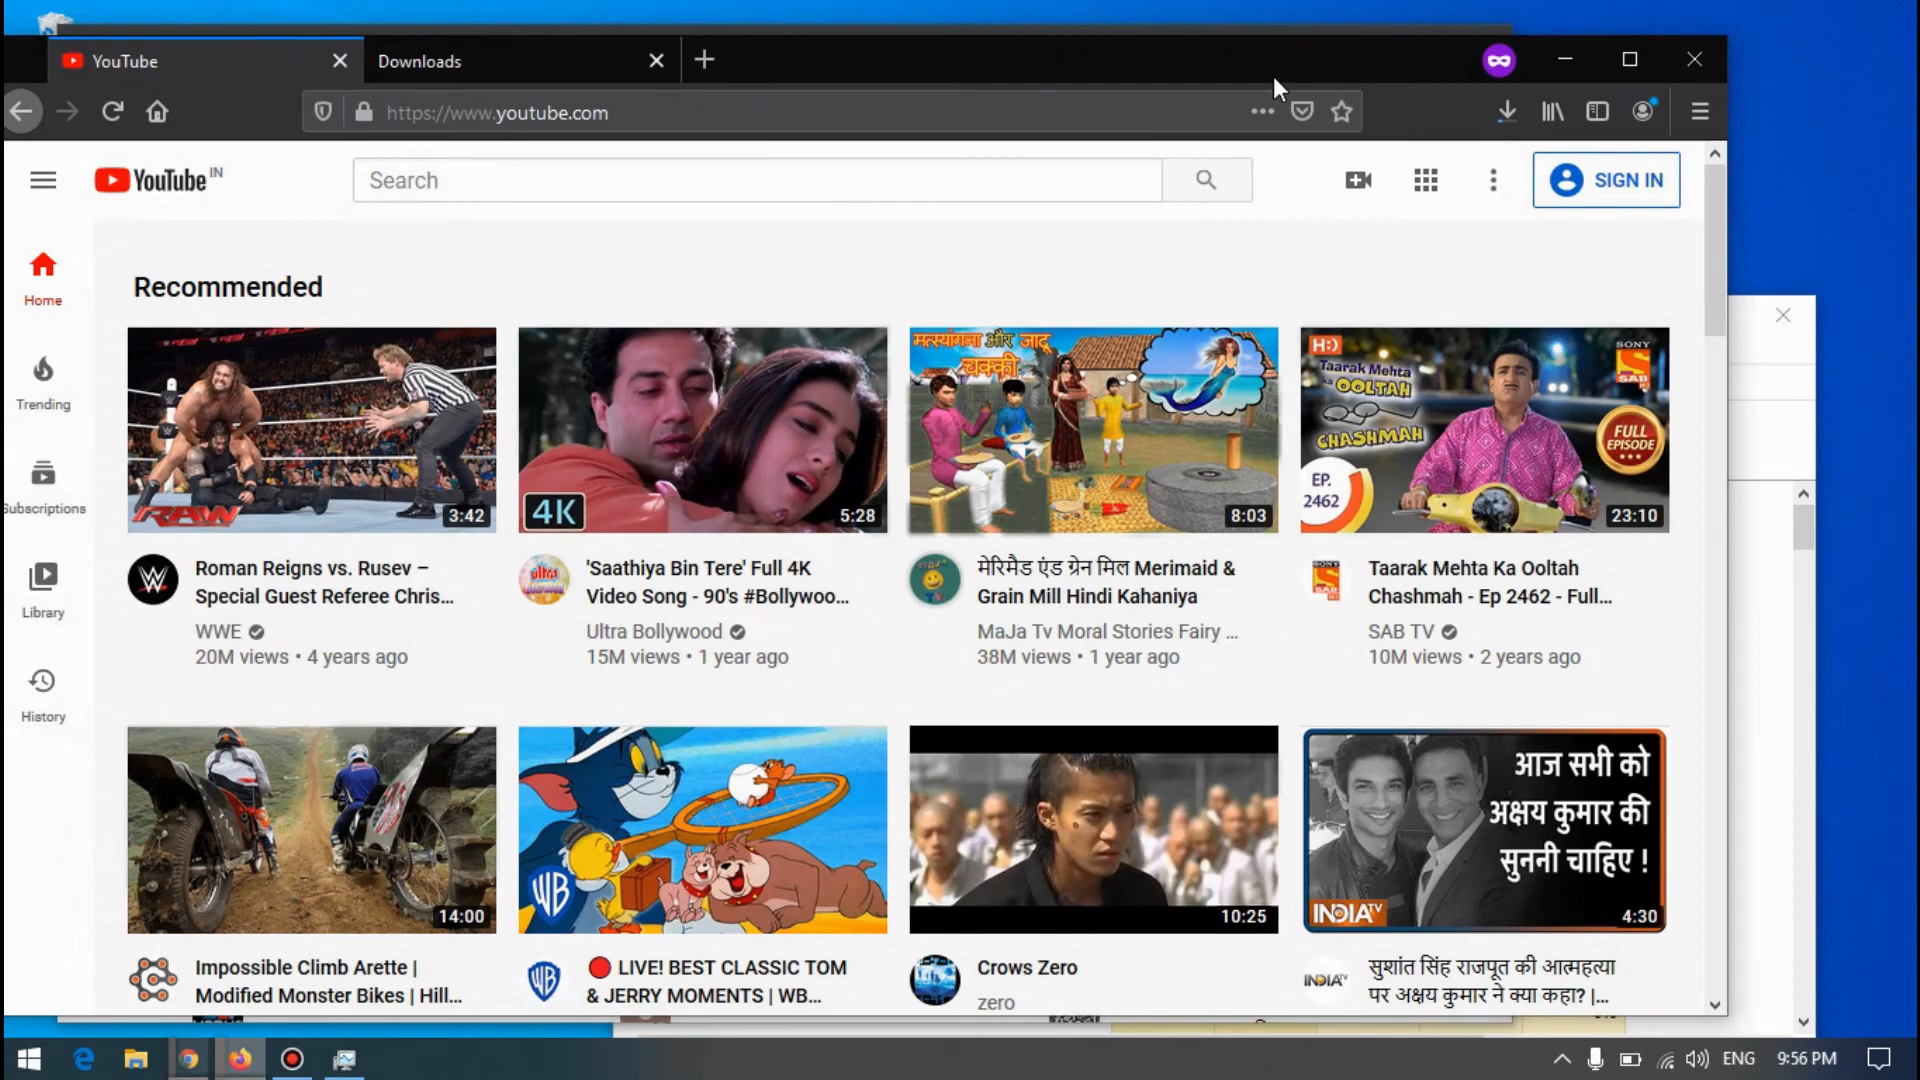 YouTube
Downloads
https://www.youtube.com
YouTube IN
Search
SIGN IN
Home
Trending
Subscriptions
Library
History
Recommended
RAW
3:42
4K
5:28
मत्स्यांगना और जादू
चक्की
8:03
H:)
Taarak Mehta
Ka OOLTAH
CHASHMAH
SONY
SAB
FULL
EPISODE
EP.
2462
23:10
Roman Reigns vs. Rusev –
Special Guest Referee Chris...
WWE
20M views • 4 years ago
ultra
'Saathiya Bin Tere' Full 4K
Video Song - 90's #Bollywoo...
Ultra Bollywood
15M views • 1 year ago
मेरिमैड एंड ग्रेन मिल Merimaid &
Grain Mill Hindi Kahaniya
MaJa Tv Moral Stories Fairy ...
38M views • 1 year ago
Taarak Mehta Ka Ooltah
Chashmah - Ep 2462 - Full...
SAB TV
10M views • 2 years ago
14:00
WB
10:25
आज सभी को
अक्षय कुमार की
सुननी चाहिए !
INDIA TV
4:30
Impossible Climb Arette |
Modified Monster Bikes | Hill...
WB
LIVE! BEST CLASSIC TOM
& JERRY MOMENTS | WB...
Crows Zero
zero
INDIA TV
सुशांत सिंह राजपूत की आत्महत्या
पर अक्षय कुमार ने क्या कहा? |...
ENG
9:56 PM